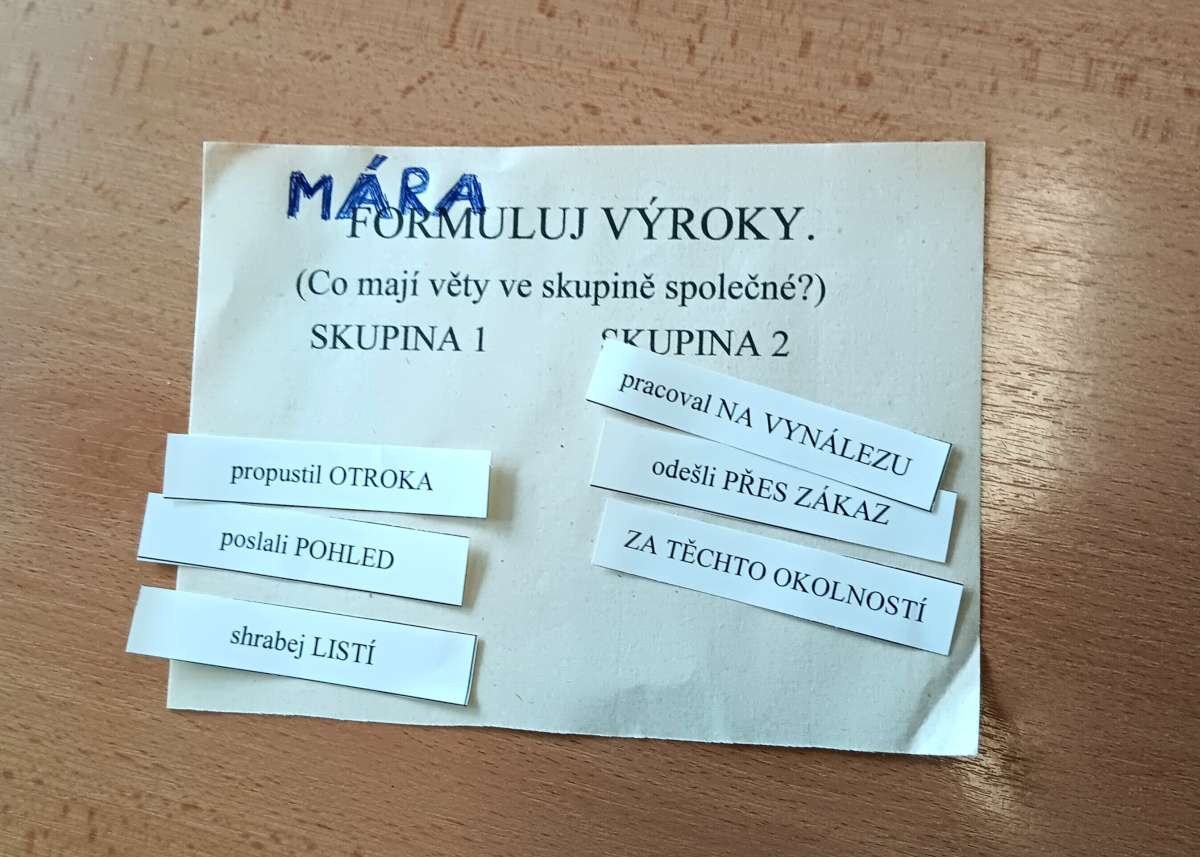 MÁRA
FORMULUJ VÝROKY.
(Co mají věty ve skupině společné?)
SKUPINA 1
propustil OTROKA
poslali POHLED
shrabej LISTÍ
SKUPINA 2
pracoval NA VYNÁLEZU
odešli PŘES ZÁKAZ
ZA TĚCHTO OKOLNOSTÍ